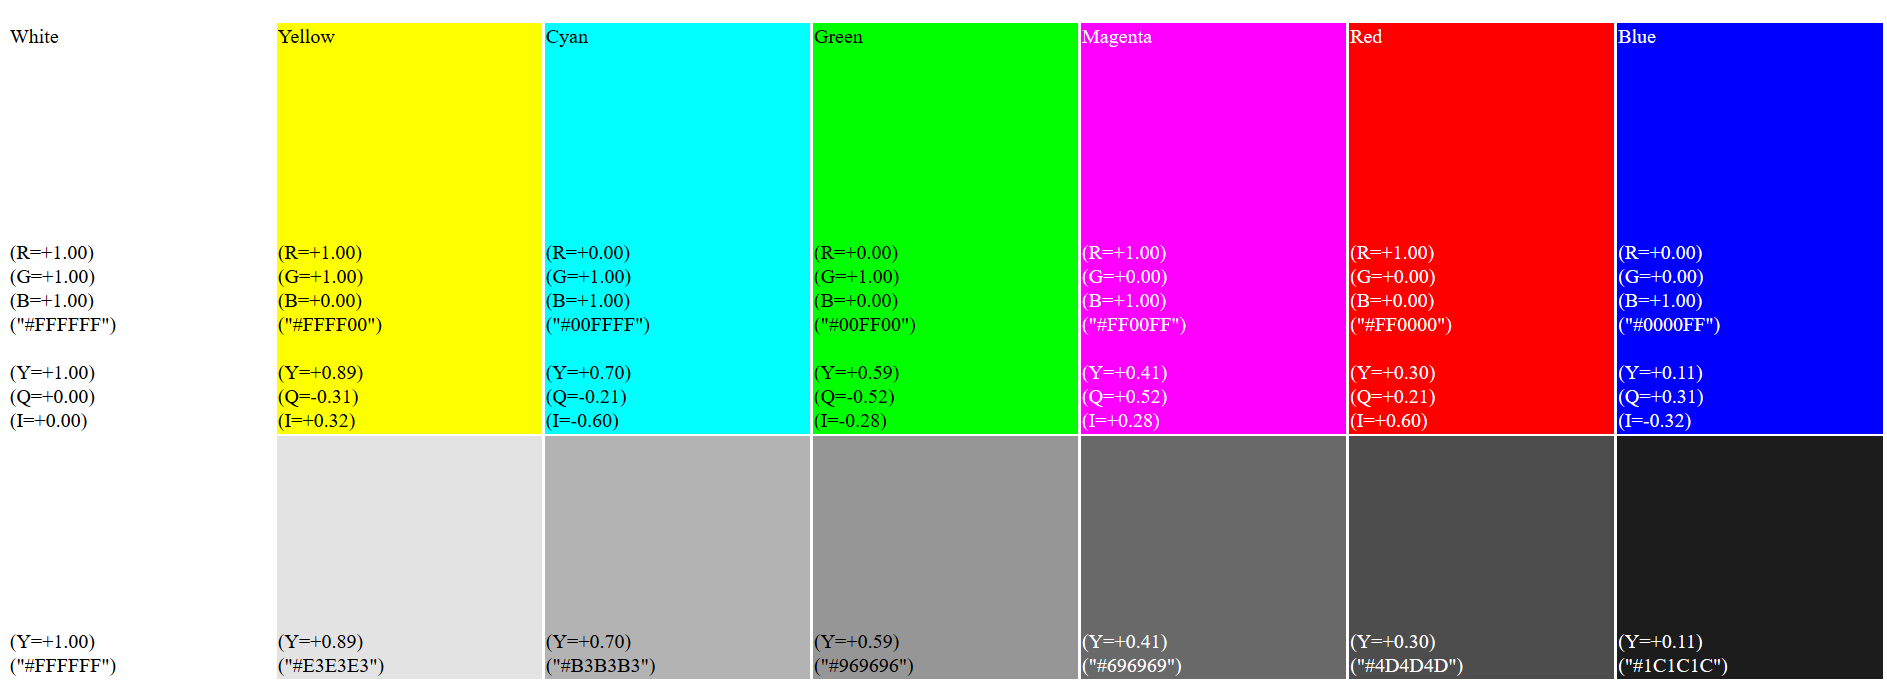 White
(R=+1.00)
(G=+1.00)
(B=+1.00)
("#FFFFFF")
(Y=+1.00)
(Q=+0.00)
(I=+0.00)
Yellow
(R=+1.00)
(G=+1.00)
(B=+0.00)
("#FFFF00")
(Y=+0.89)
(Q=-0.31)
(I=+0.32)
Cyan
(R=+0.00)
(G=+1.00)
(B=+1.00)
("#00FFFF")
(Y=+0.70)
(Q=-0.21)
(I=-0.60)
Green
(R=+0.00)
(G=+1.00)
(B=+0.00)
("#00FF00")
(Y=+0.59)
(Q=-0.52)
(I=-0.28)
Magenta
(R=+1.00)
(G=+0.00)
(B=+1.00)
("#FF00FF")
(Y=+0.41)
(Q=+0.52)
(I=+0.28)
Red
(R=+1.00)
(G=+0.00)
(B=+0.00)
("#FF0000")
(Y=+0.30)
(Q=+0.21)
(I=+0.60)
Blue
(R=+0.00)
(G=+0.00)
(B=+1.00)
("#0000FF")
(Y=+0.11)
(Q=+0.31)
(I=-0.32)
(Y=+1.00)
("#FFFFFF")
(Y=+0.89)
("#E3E3E3")
(Y=+0.70)
("#B3B3B3")
(Y=+0.59)
("#969696")
(Y=+0.41)
("#696969")
(Y=+0.30)
("#4D4D4D")
(Y=+0.11)
("#1C1C1C")